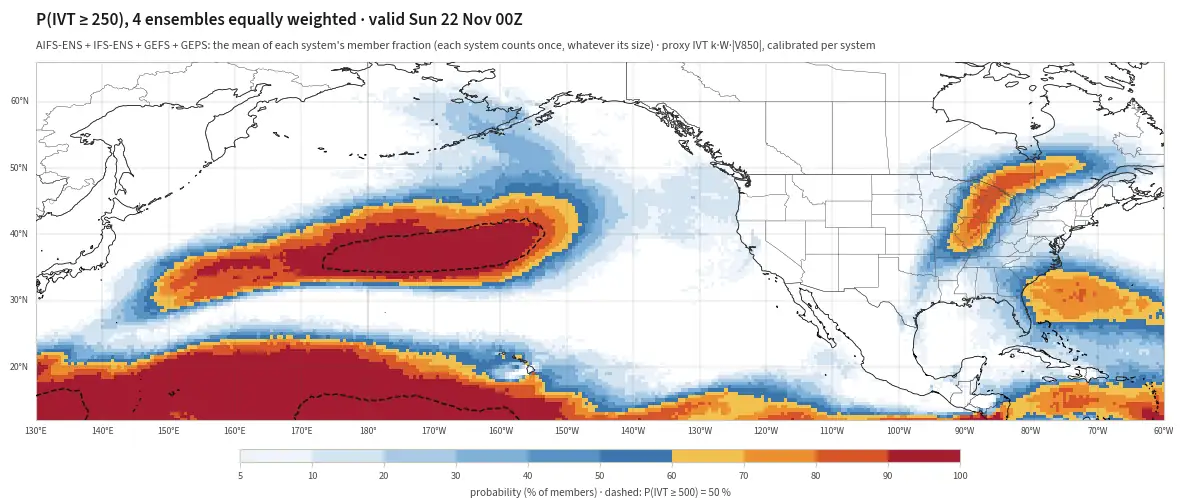 P(IVT ≥ 250), 4 ensembles equally weighted · valid Sun 22 Nov 00Z
AIFS-ENS + IFS-ENS + GEFS + GEPS: the mean of each system's member fraction (each system counts once, whatever its size) · proxy IVT k·W·|V850|, calibrated per system
60°N
50°N
40°N
30°N
20°N
130°E 140°E 150°E 160°E 170°E 180° 170°W 160°W 150°W 140°W 130°W 120°W 110°W 100°W 90°W 80°W 70°W 60°W
5 10 20 30 40 50 60 70 80 90 100
probability (% of members) · dashed: P(IVT ≥ 500) = 50 %